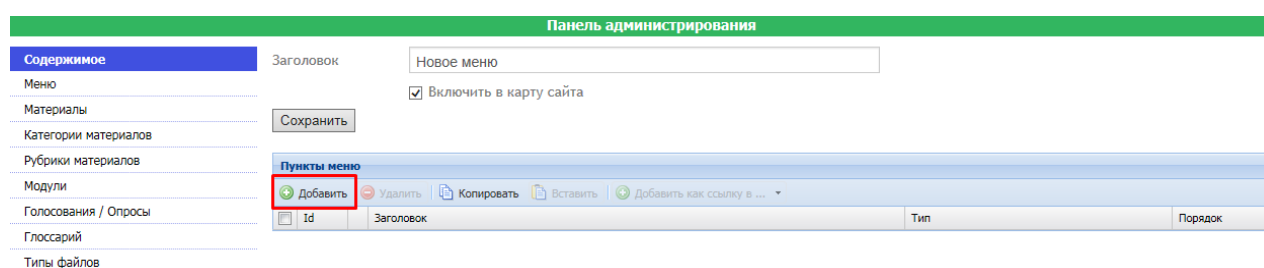 Панель администрирования
Содержимое
Меню
Материалы
Категории материалов
Рубрики материалов
Модули
Голосования / Опросы
Глоссарий
Типы файлов
Заголовок Новое меню
Включить в карту сайта
Сохранить
Пункты меню
Добавить Удалить Копировать Вставить Добавить как ссылку в ...
Id Заголовок Тип Порядок